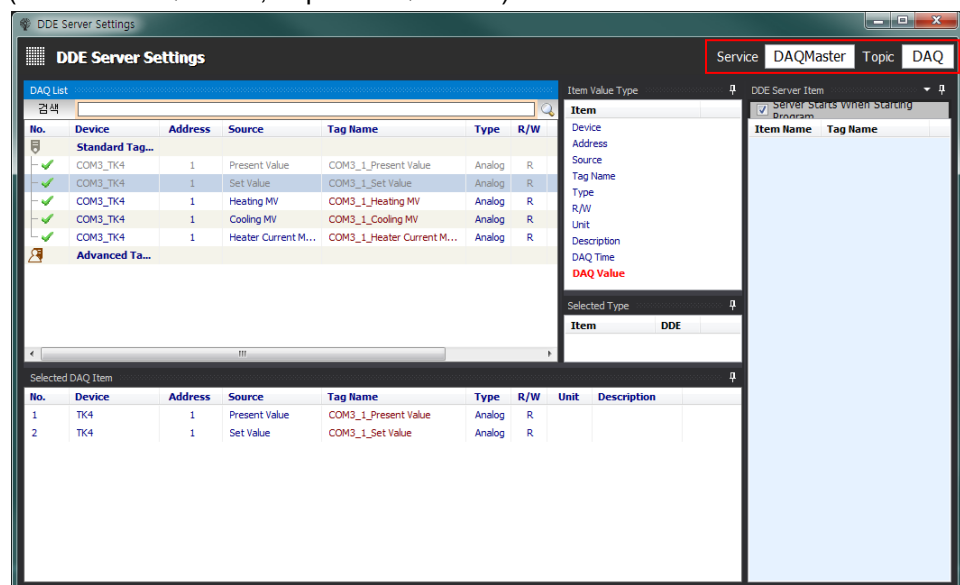 DDE Server Settings
DDE Server Settings
Service DAQMaster Topic DAQ
DAQ List
검색
No. Device Address Source Tag Name Type R/W
Standard Tag...
COM3_TK4 1 Present Value COM3_1_Present Value Analog R
COM3_TK4 1 Set Value COM3_1_Set Value Analog R
COM3_TK4 1 Heating MV COM3_1_Heating MV Analog R
COM3_TK4 1 Cooling MV COM3_1_Cooling MV Analog R
COM3_TK4 1 Heater Current M... COM3_1_Heater Current M... Analog R
Advanced Ta...
Item Value Type
Item
Device
Address
Source
Tag Name
Type
R/W
Unit
Description
DAQ Time
DAQ Value
Selected Type
Item DDE
DDE Server Item
Server Starts When Starting
Program
Item Name Tag Name
Selected DAQ Item
No. Device Address Source Tag Name Type R/W Unit Description
1 TK4 1 Present Value COM3_1_Present Value Analog R
2 TK4 1 Set Value COM3_1_Set Value Analog R